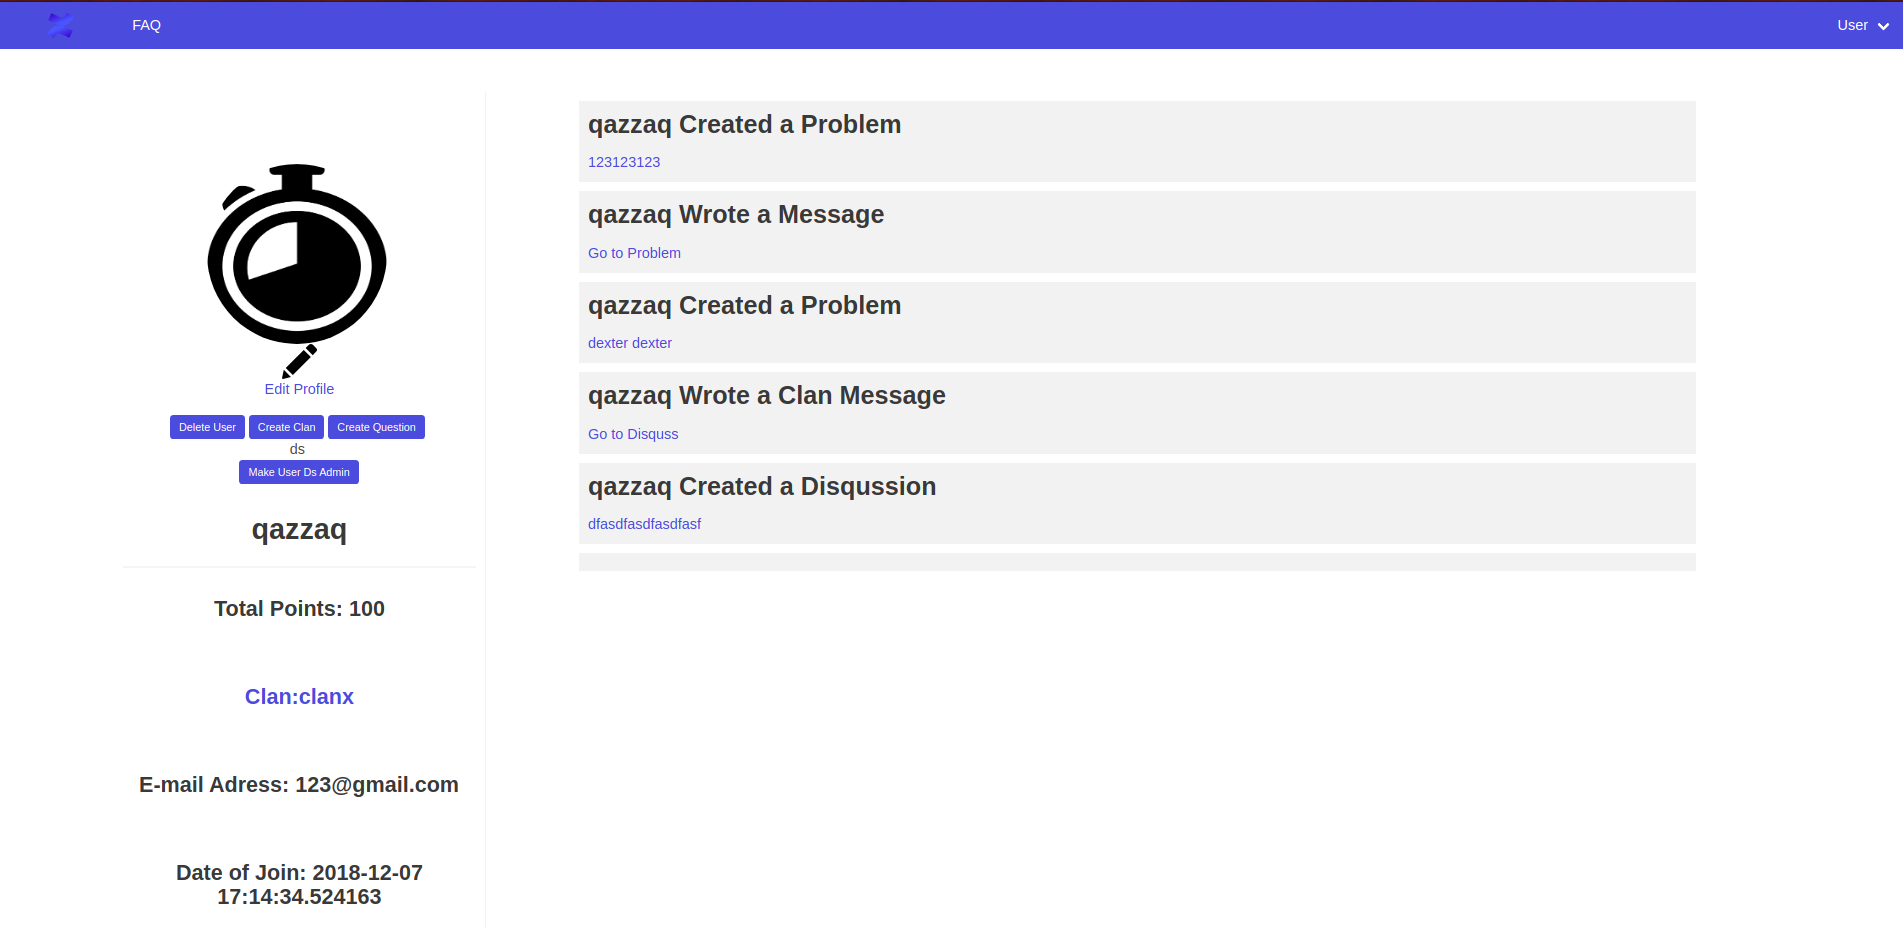 FAQ
User
Edit Profile
Delete User Create Clan Create Question
ds
Make User Ds Admin
qazzaq
Total Points: 100
Clan:clanx
E-mail Adress: 123@gmail.com
Date of Join: 2018-12-07
17:14:34.524163
qazzaq Created a Problem
123123123
qazzaq Wrote a Message
Go to Problem
qazzaq Created a Problem
dexter dexter
qazzaq Wrote a Clan Message
Go to Disquss
qazzaq Created a Disqussion
dfasdfasdfasdfasf